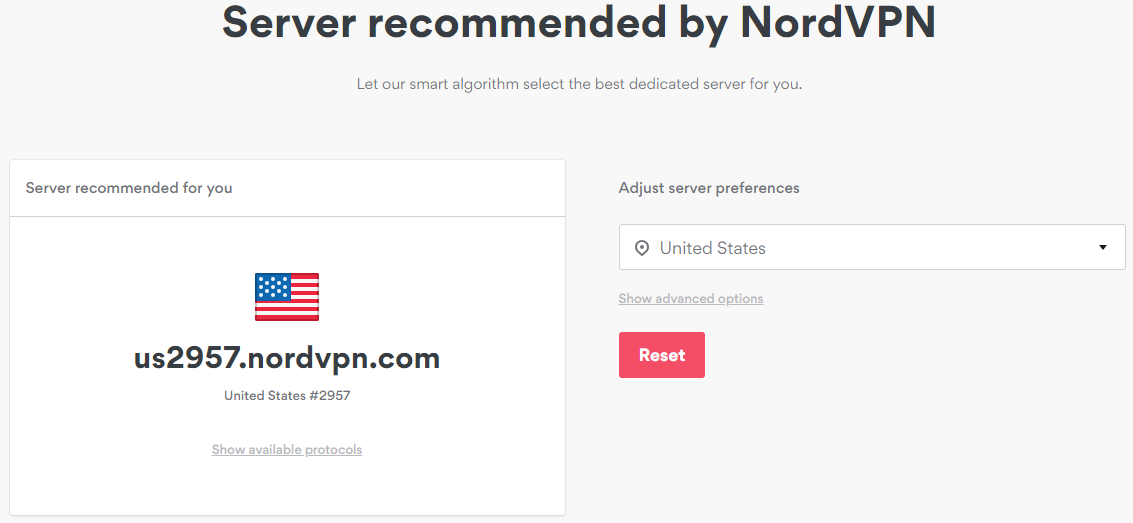 Server recommended by NordVPN
Let our smart algorithm select the best dedicated server for you.
Server recommended for you
us2957.nordvpn.com
United States #2957
Show available protocols
Adjust server preferences
United States
Show advanced options
Reset